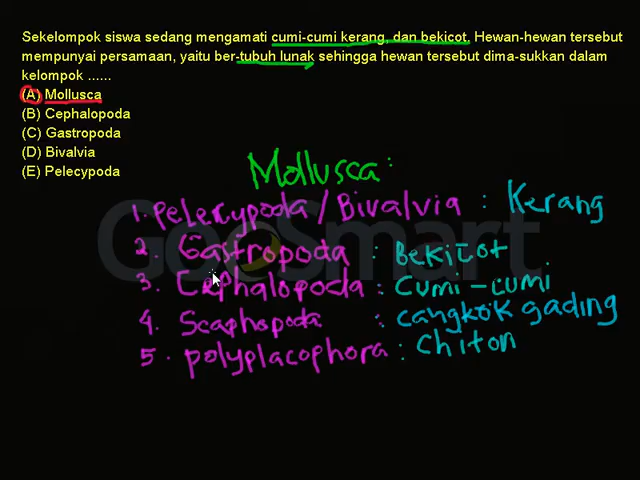 Sekelompok siswa sedang mengamati cumi-cumi kerang, dan bekicot. Hewan-hewan tersebut
mempunyai persamaan, yaitu ber-tubuh lunak sehingga hewan tersebut dima-sukkan dalam
kelompok ......
(A) Mollusca
(B) Cephalopoda
(C) Gastropoda
(D) Bivalvia
(E) Pelecypoda
Mollusca :
1. Pelecypoda / Bivalvia : Kerang
2. Gastropoda : Bekicot
3. Cephalopoda : Cumi - cumi
4. Scaphopoda : cangkok gading
5. polyplacophora : Chiton
GooSmart